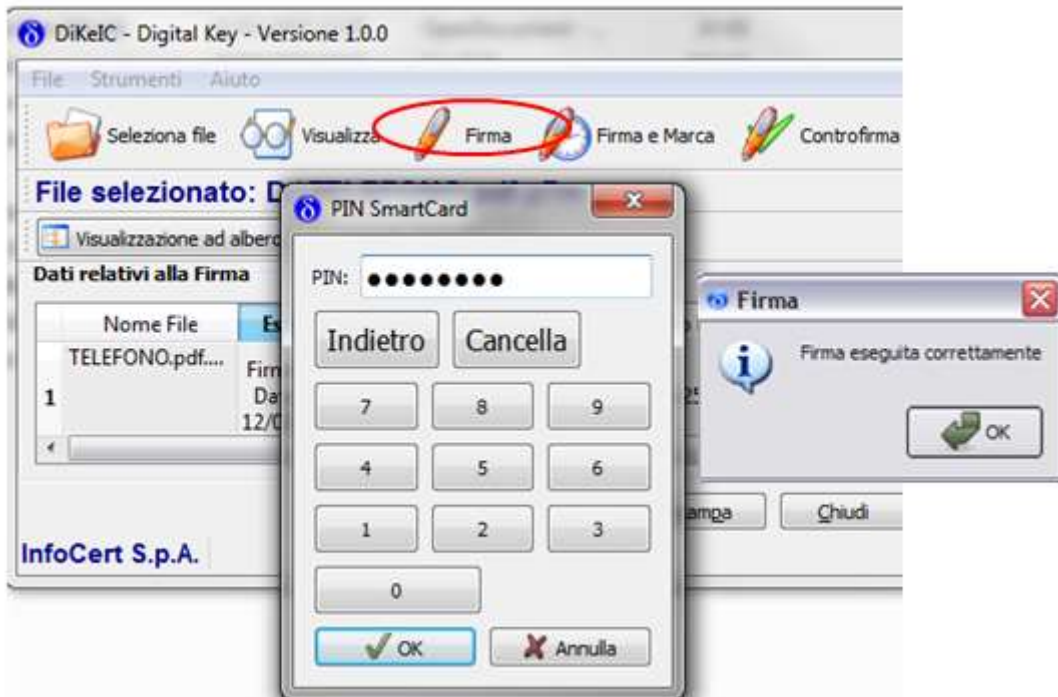 DiKeIC - Digital Key - Versione 1.0.0
File Strumenti Aiuto
Seleziona file Visualizza Firma Firma e Marca Controfirma
File selezionato:
Visualizzazione ad albero
Dati relativi alla Firma
Nome File
TELEFONO.pdf....
1
InfoCert S.p.A.
Chiudi
PIN SmartCard
PIN: ●●●●●●●●
Indietro Cancella
7 8 9
4 5 6
1 2 3
0
OK Annulla
Firma
Firma eseguita correttamente
OK